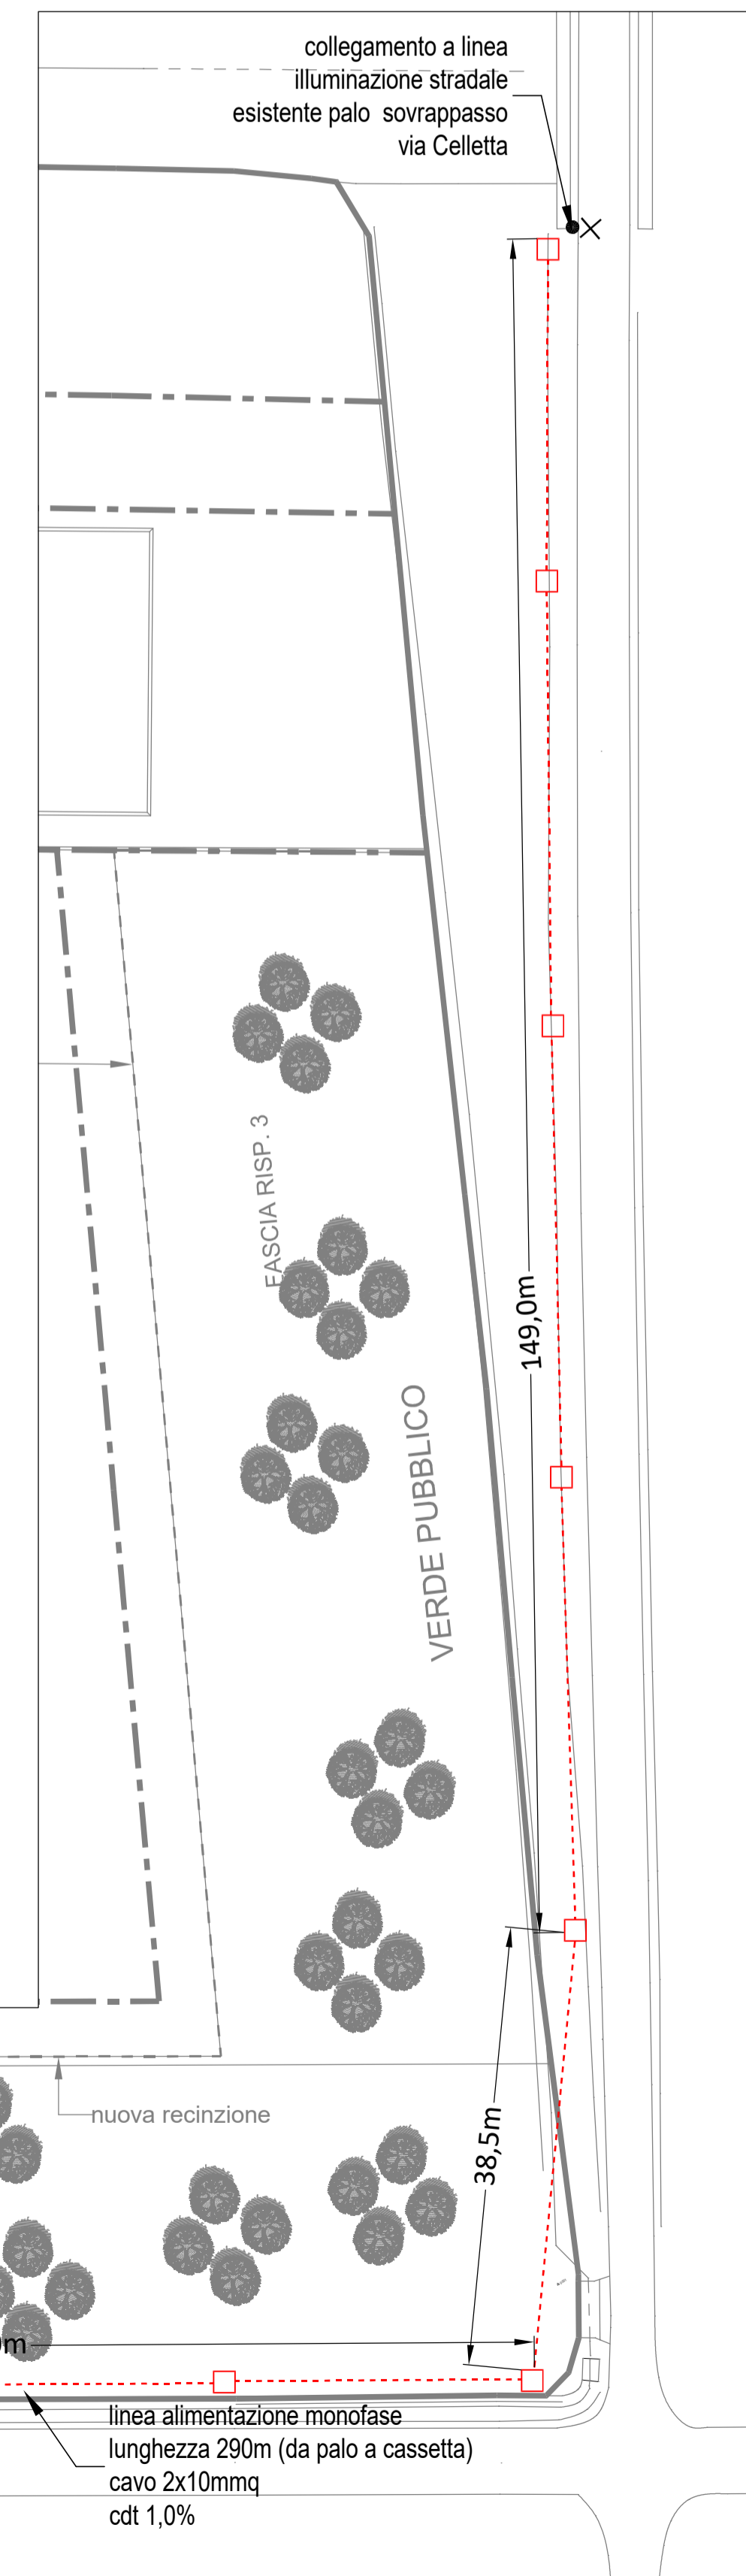 collegamento a linea
illuminazione stradale
esistente palo sovrappasso
via Celletta
FASCIA RISP. 3
149,0m
VERDE PUBBLICO
38,5m
nuova recinzione
linea alimentazione monofase
lunghezza 290m (da palo a cassetta)
cavo 2x10mmq
cdt 1,0%